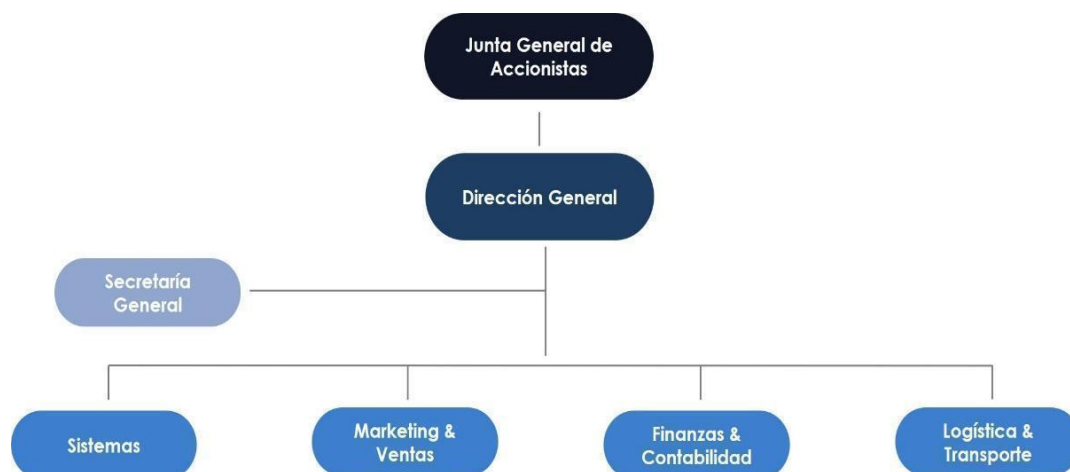 Junta General de
Accionistas
Dirección General
Secretaría
General
Sistemas
Marketing &
Ventas
Finanzas &
Contabilidad
Logística &
Transporte